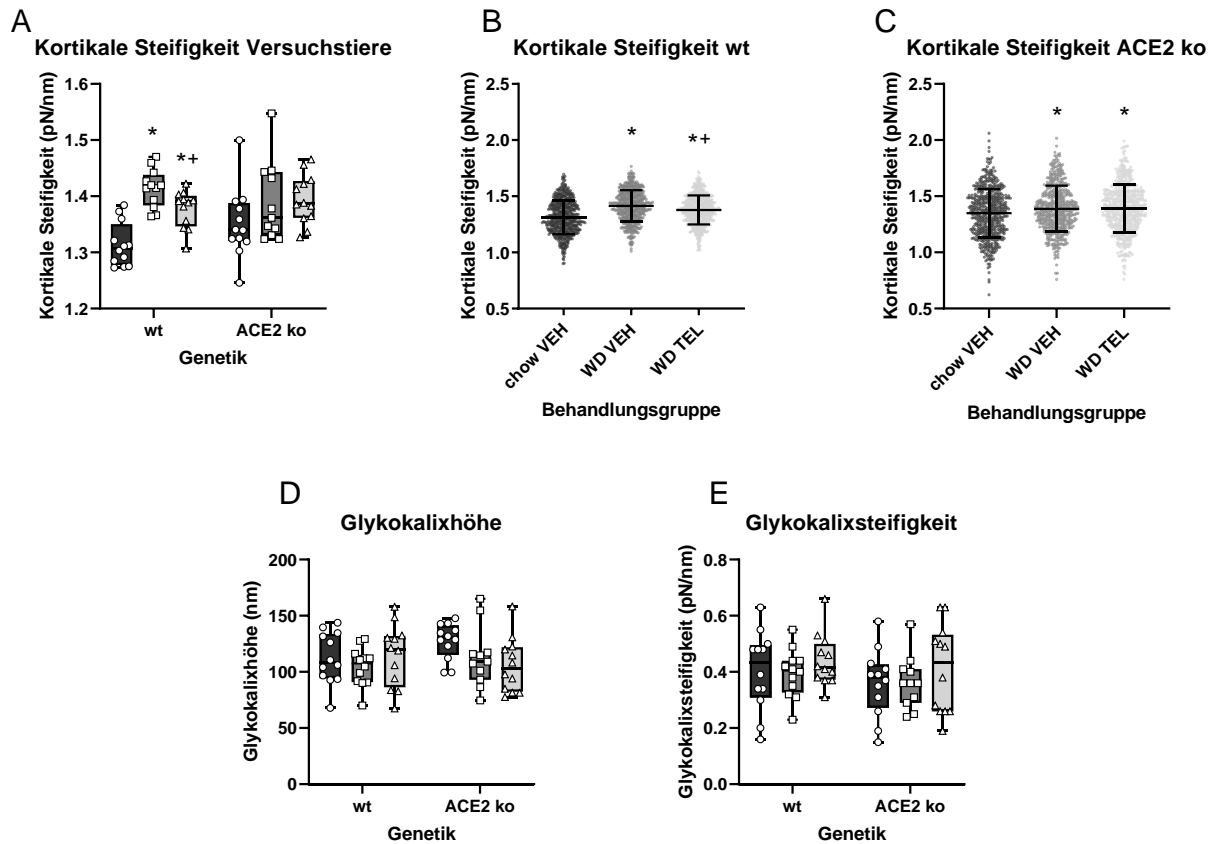 A
Kortikale Steifigkeit Versuchstiere
Kortikale Steifigkeit (pN/nm)
1.6
1.5
1.4
1.3
1.2
*
*+
wt
ACE2 ko
Genetik
B
Kortikale Steifigkeit wt
Kortikale Steifigkeit (pN/nm)
2.5
2.0
1.5
1.0
0.5
*
*+
chow VEH
WD VEH
WD TEL
Behandlungsgruppe
C
Kortikale Steifigkeit ACE2 ko
Kortikale Steifigkeit (pN/nm)
2.5
2.0
1.5
1.0
0.5
*
*
chow VEH
WD VEH
WD TEL
Behandlungsgruppe
D
Glykokalixhöhe
Glykokalixhöhe (nm)
200
150
100
50
0
wt
ACE2 ko
Genetik
E
Glykokalixsteifigkeit
Glykokalixsteifigkeit (pN/nm)
0.8
0.6
0.4
0.2
0.0
wt
ACE2 ko
Genetik